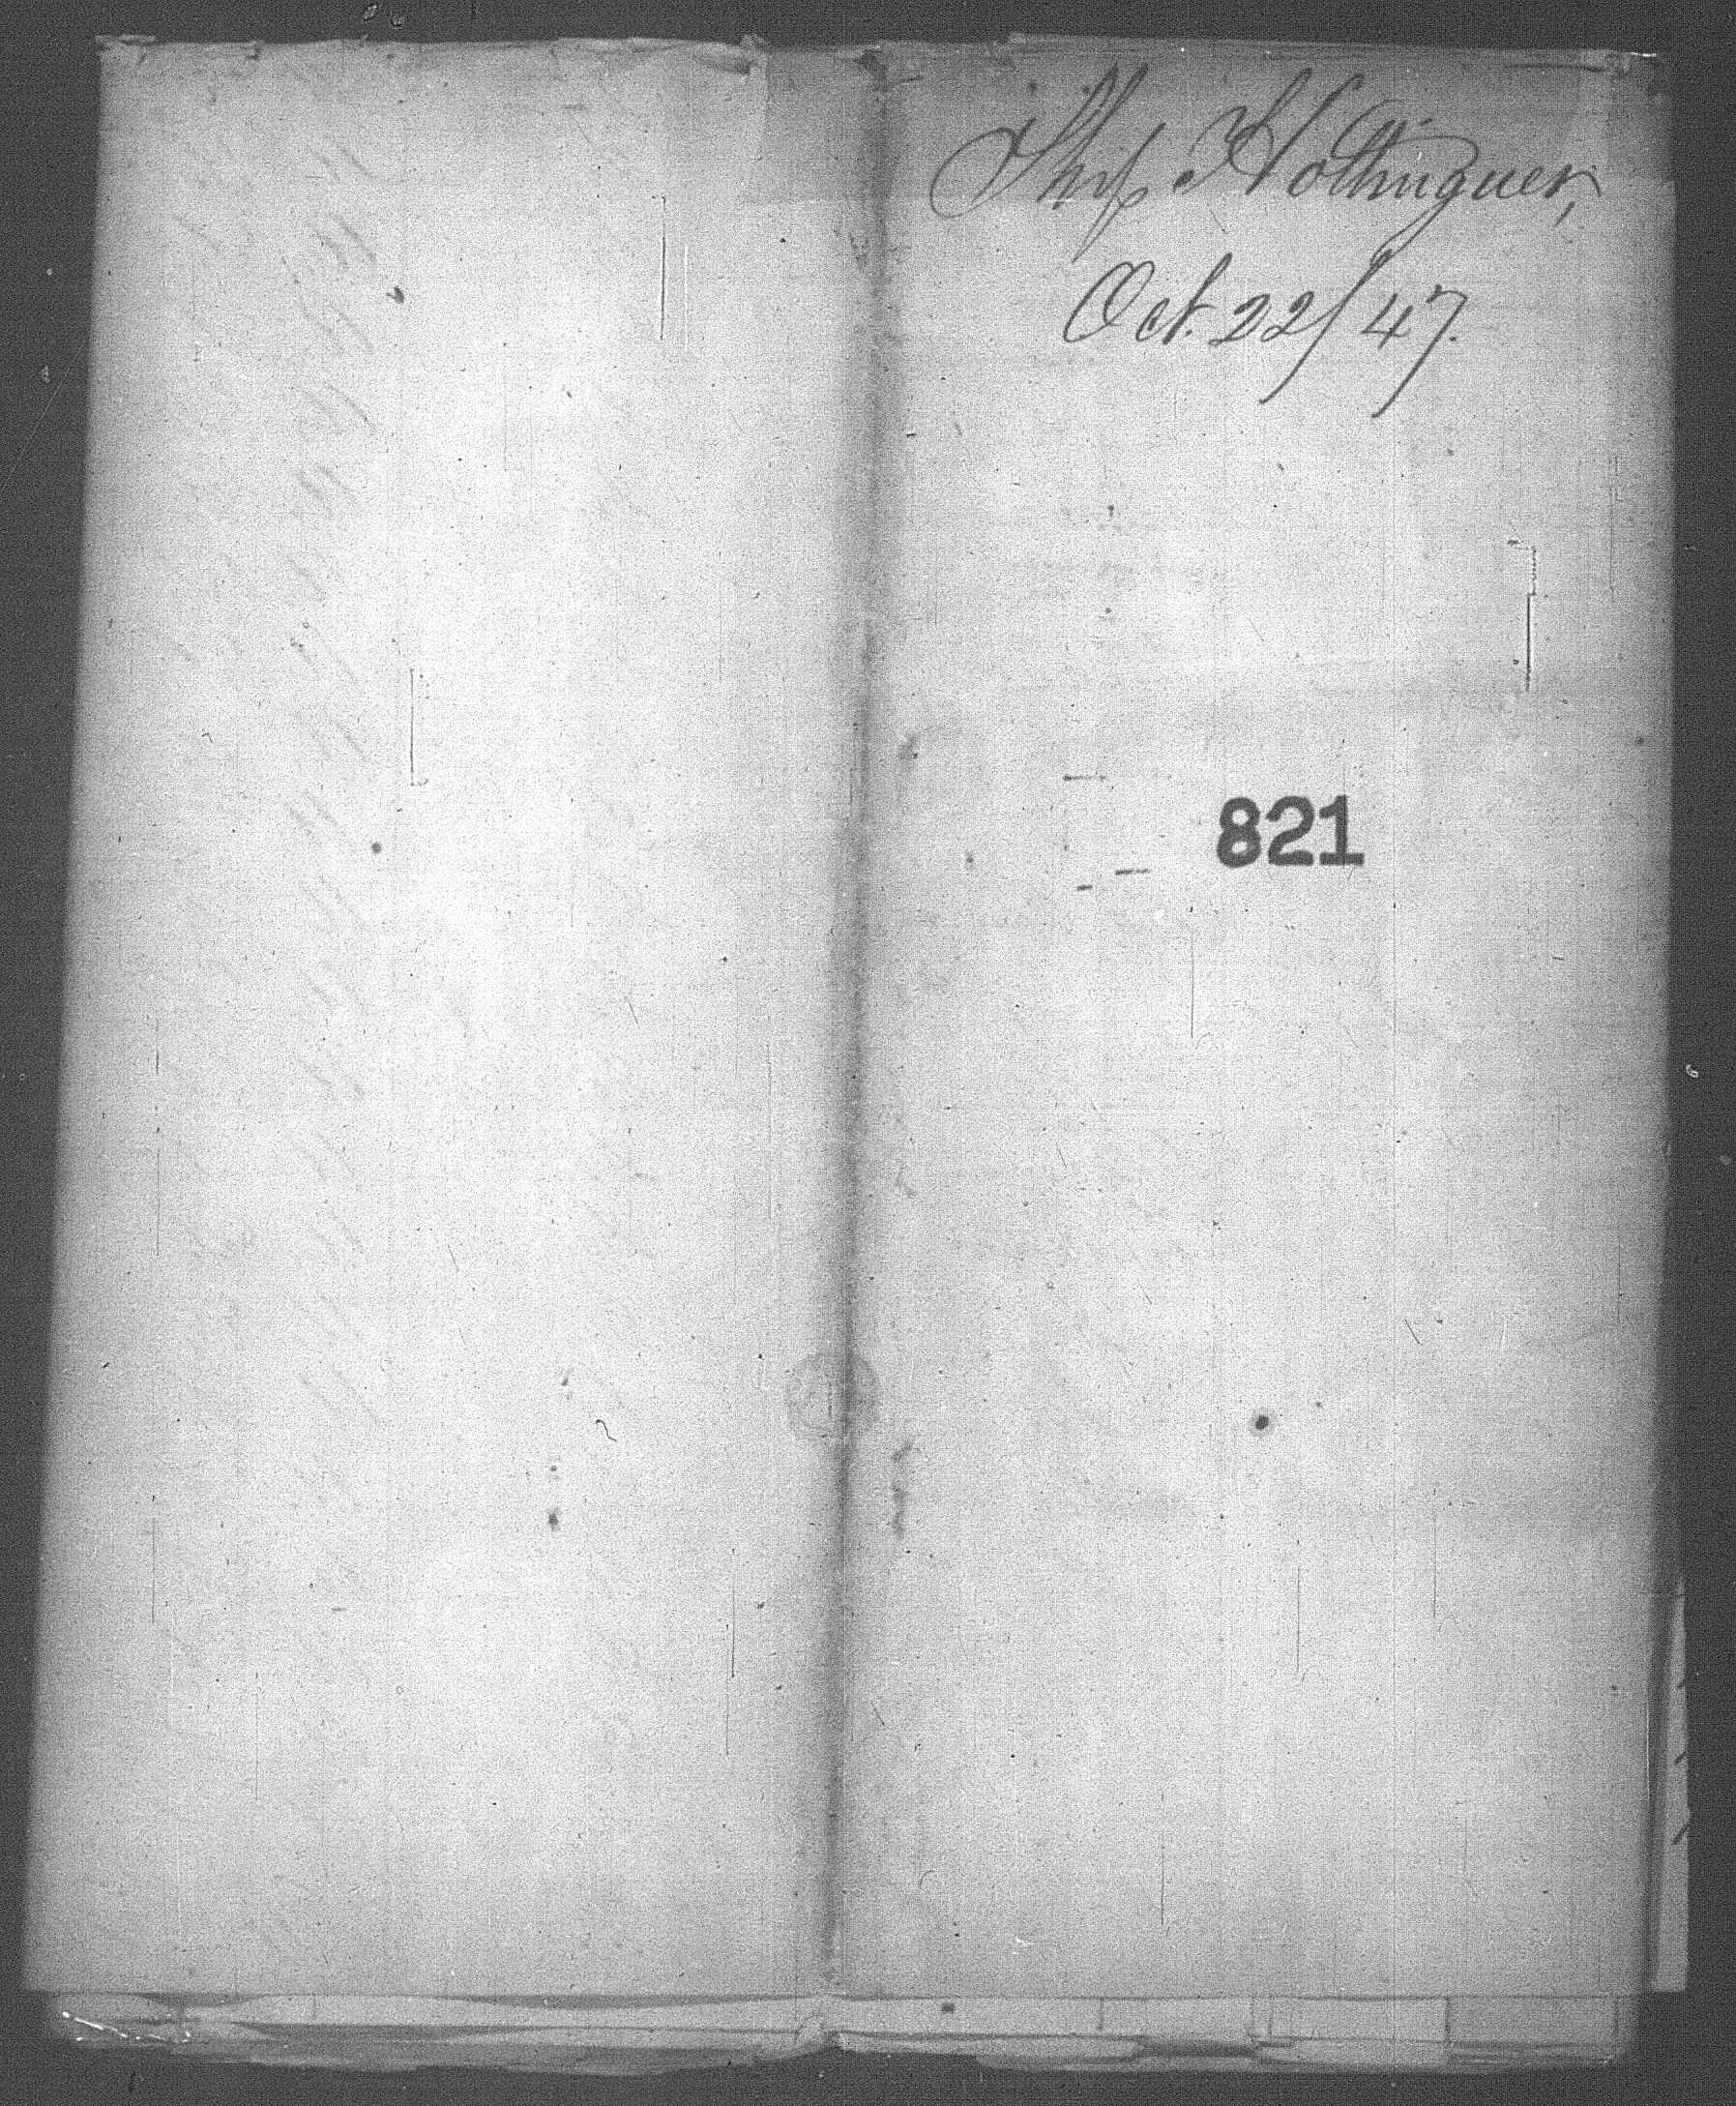 Ship Hottinguer,
Oct. 22/47.
821